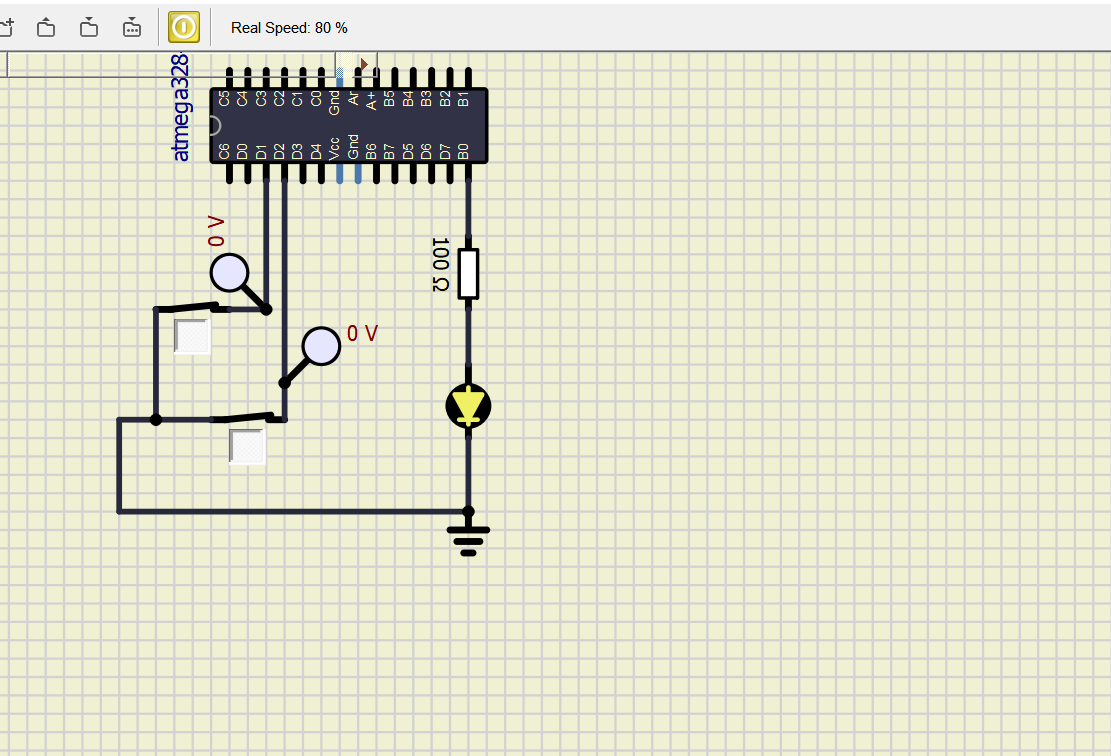 Real Speed: 80 %
atmega328-
C5 C4 C3 C2 C1 C0 Gnd Ar A+ B5 B4 B3 B2 B1
C6 D0 D1 D2 D3 D4 Vcc Gnd B6 B7 D5 D6 D7 B0
0 V
100 Ω
0 V